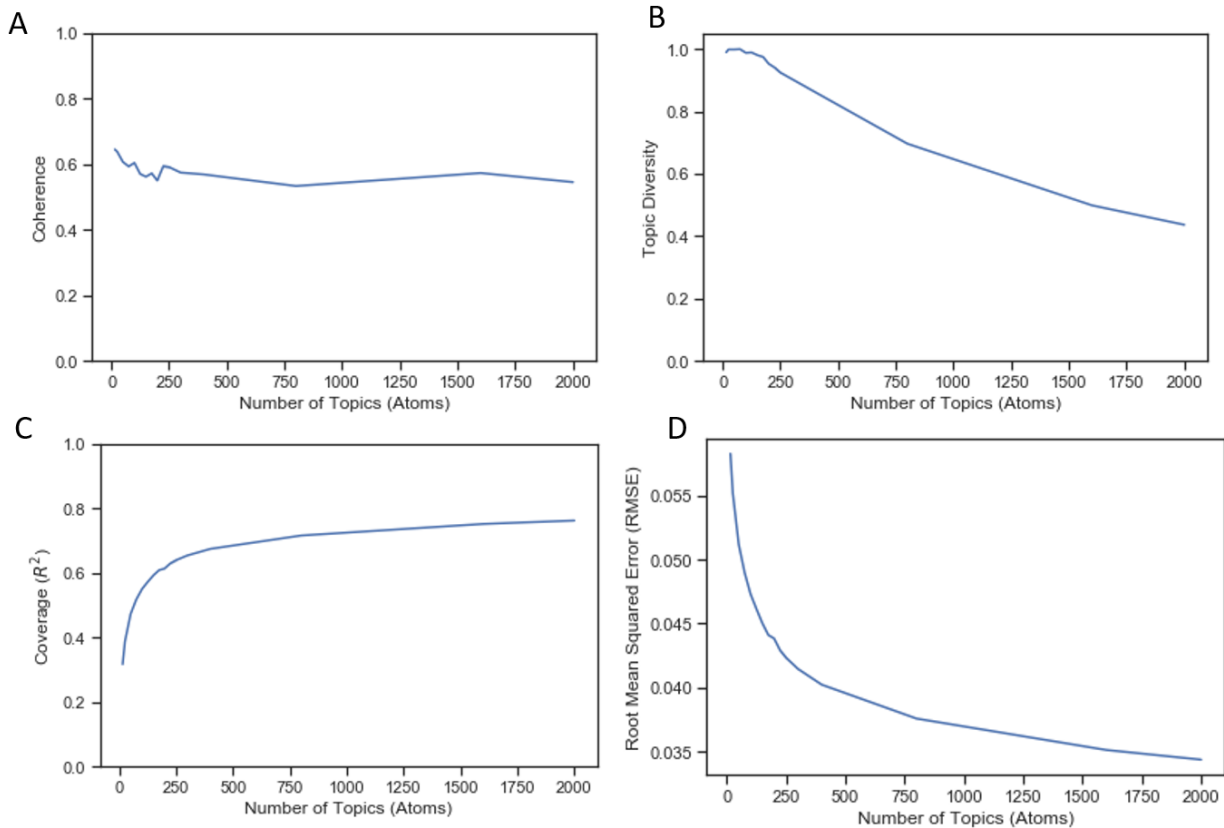 A
1.0
0.8
0.6
0.4
0.2
0.0
Coherence
0 250 500 750 1000 1250 1500 1750 2000
Number of Topics (Atoms)
B
1.0
0.8
0.6
0.4
0.2
0.0
Topic Diversity
0 250 500 750 1000 1250 1500 1750 2000
Number of Topics (Atoms)
C
1.0
0.8
0.6
0.4
0.2
0.0
Coverage (R²)
0 250 500 750 1000 1250 1500 1750 2000
Number of Topics (Atoms)
D
0.055
0.050
0.045
0.040
0.035
Root Mean Squared Error (RMSE)
0 250 500 750 1000 1250 1500 1750 2000
Number of Topics (Atoms)